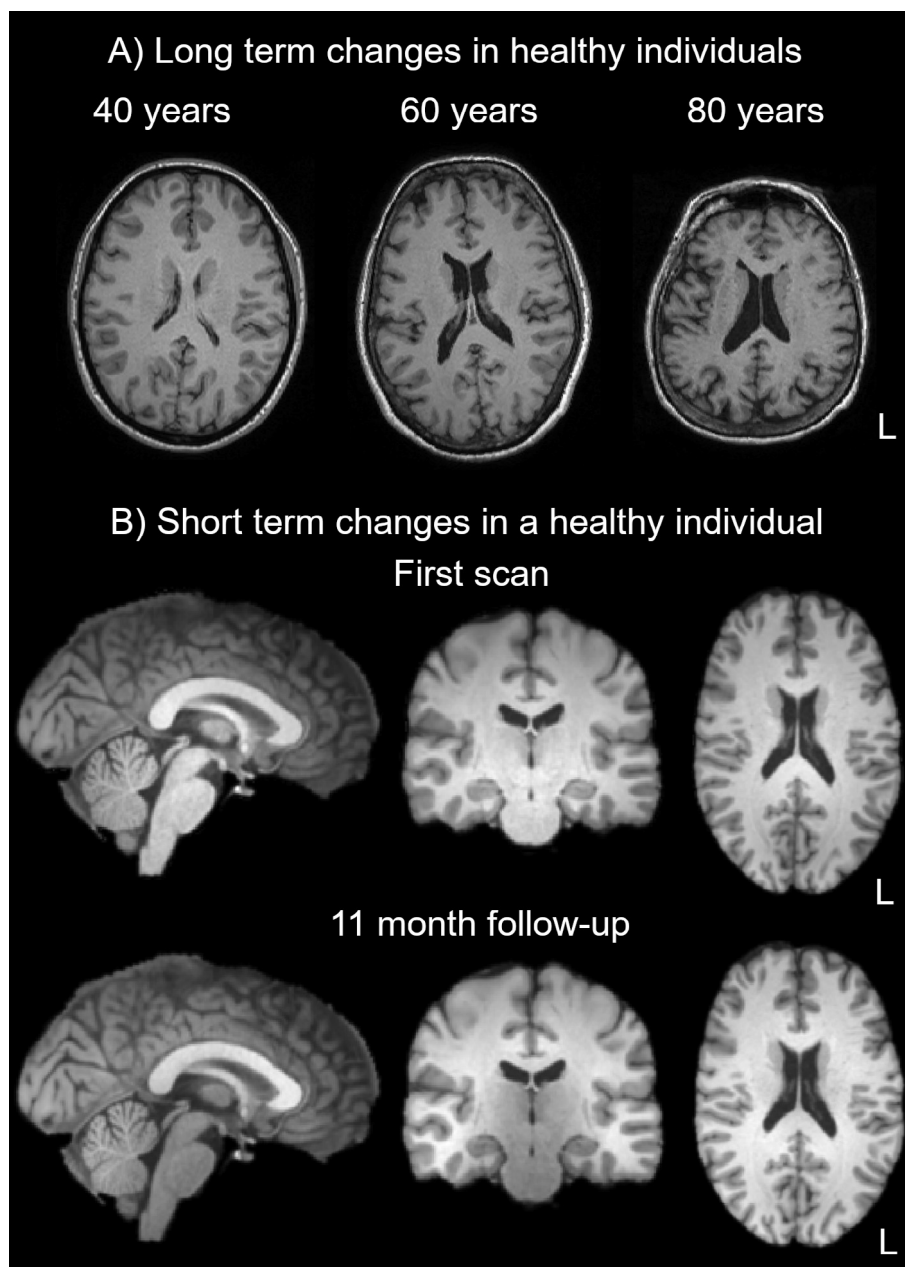 A) Long term changes in healthy individuals
40 years 60 years 80 years
L
B) Short term changes in a healthy individual
First scan
L
11 month follow-up
L